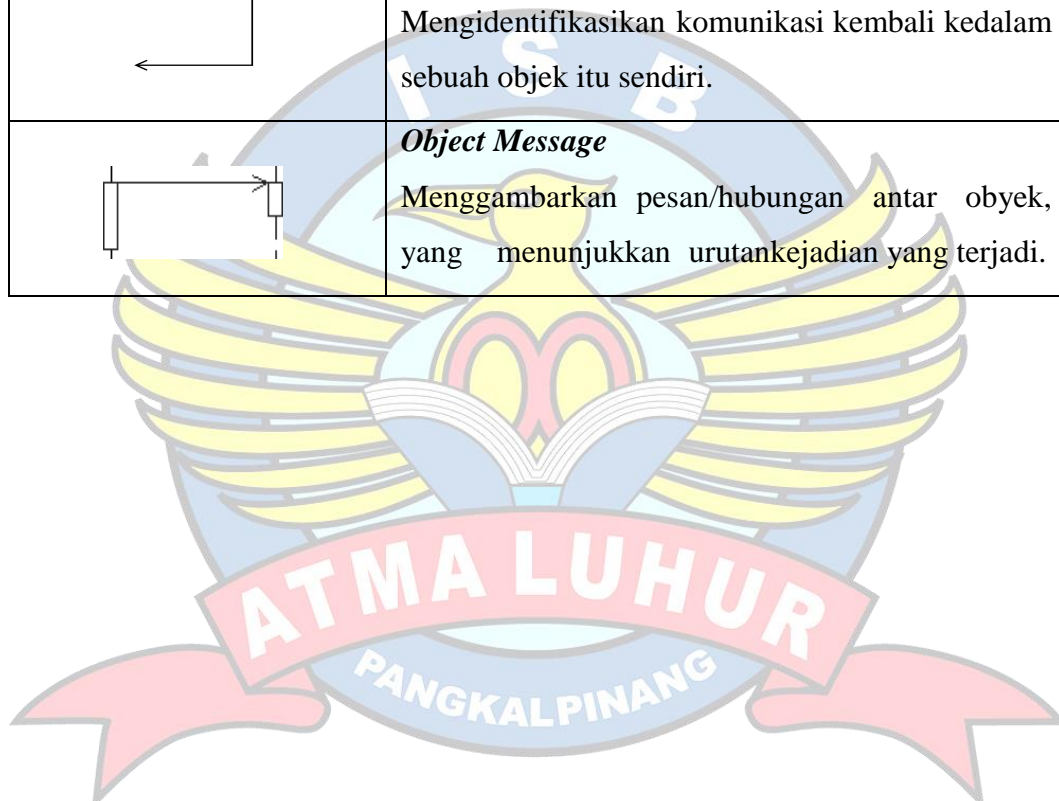 Mengidentifikasikan komunikasi kembali kedalam
sebuah objek itu sendiri.
Object Message
Menggambarkan pesan/hubungan antar obyek,
yang menunjukkan urutankejadian yang terjadi.
I S B
ATMA LUHUR
PANGKALPINANG